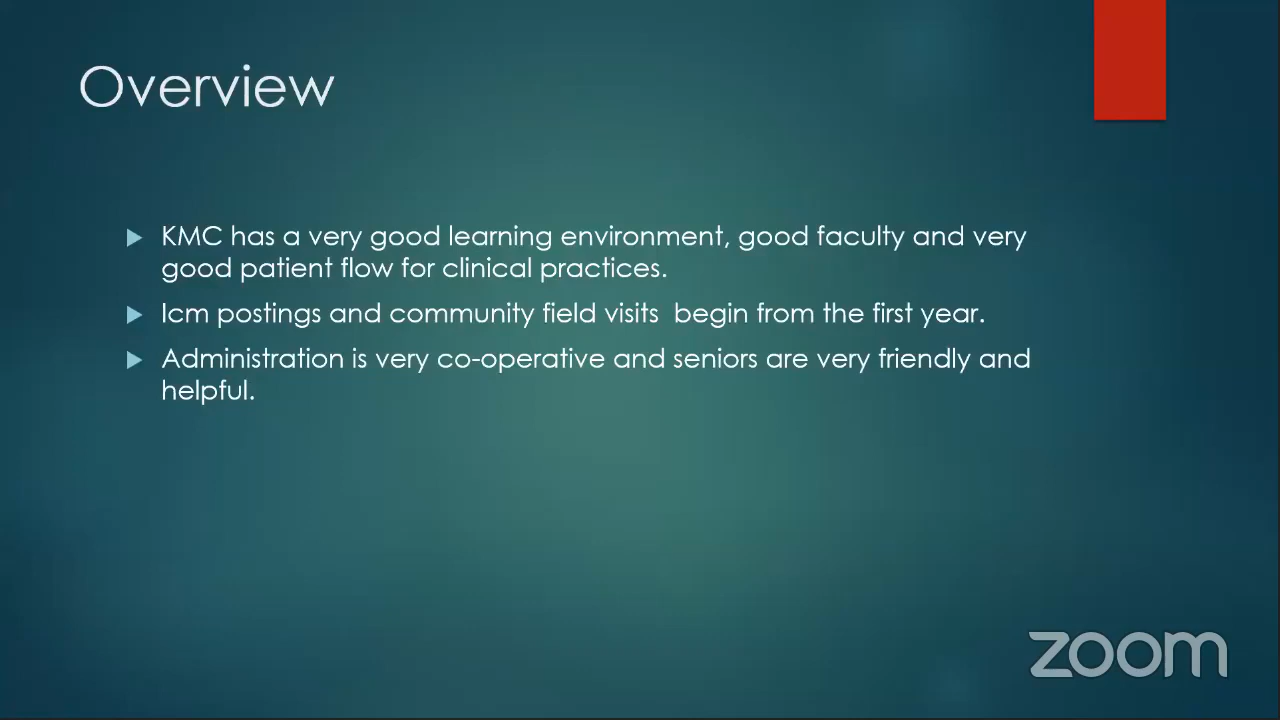 Overview
KMC has a very good learning environment, good faculty and very
good patient flow for clinical practices.
Icm postings and community field visits  begin from the first year.
Administration is very co-operative and seniors are very friendly and
helpful.
zoom